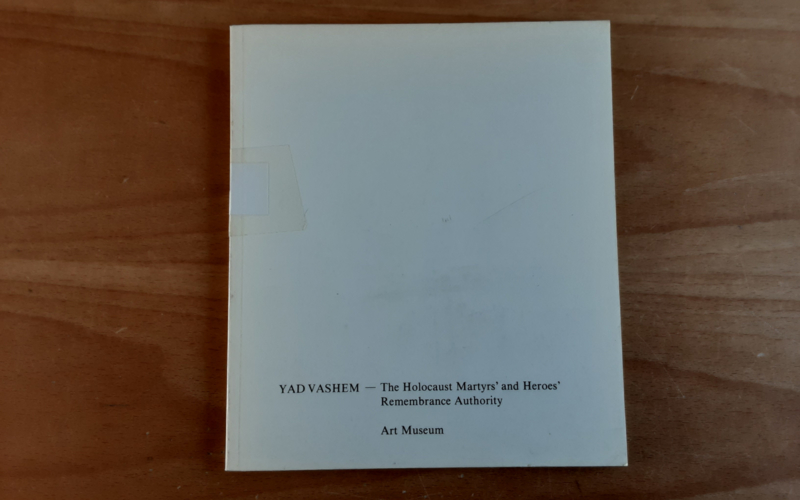 YAD VASHEM — The Holocaust Martyrs' and Heroes'
Remembrance Authority
Art Museum